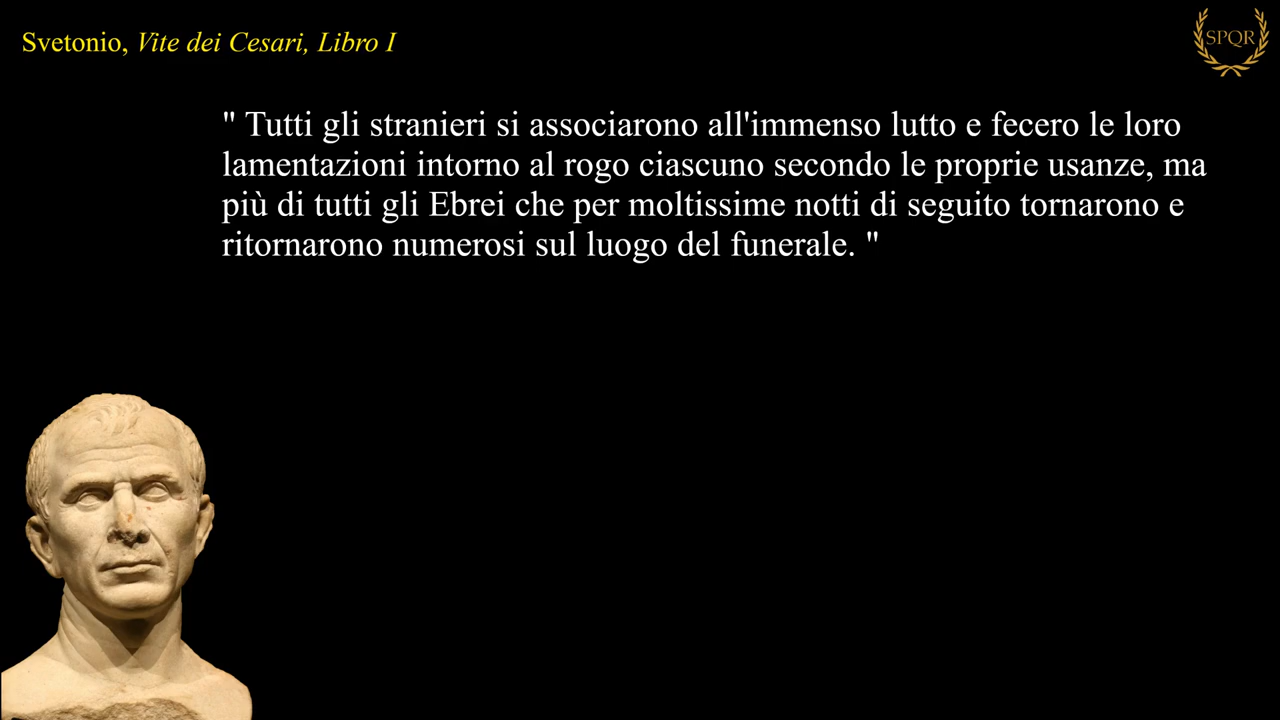 Svetonio, Vite dei Cesari, Libro I
SPQR
" Tutti gli stranieri si associarono all'immenso lutto e fecero le loro
lamentazioni intorno al rogo ciascuno secondo le proprie usanze, ma
più di tutti gli Ebrei che per moltissime notti di seguito tornarono e
ritornarono numerosi sul luogo del funerale. "